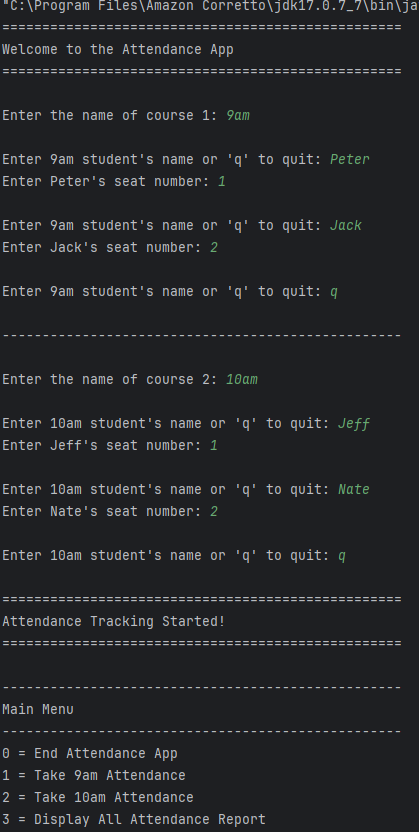 "C:\Program Files\Amazon Corretto\jdk17.0.7_7\bin\ja
==================================================
Welcome to the Attendance App
==================================================
Enter the name of course 1: 9am
Enter 9am student's name or 'q' to quit: Peter
Enter Peter's seat number: 1
Enter 9am student's name or 'q' to quit: Jack
Enter Jack's seat number: 2
Enter 9am student's name or 'q' to quit: q
--------------------------------------------------
Enter the name of course 2: 10am
Enter 10am student's name or 'q' to quit: Jeff
Enter Jeff's seat number: 1
Enter 10am student's name or 'q' to quit: Nate
Enter Nate's seat number: 2
Enter 10am student's name or 'q' to quit: q
==================================================
Attendance Tracking Started!
==================================================
--------------------------------------------------
Main Menu
--------------------------------------------------
0 = End Attendance App
1 = Take 9am Attendance
2 = Take 10am Attendance
3 = Display All Attendance Report